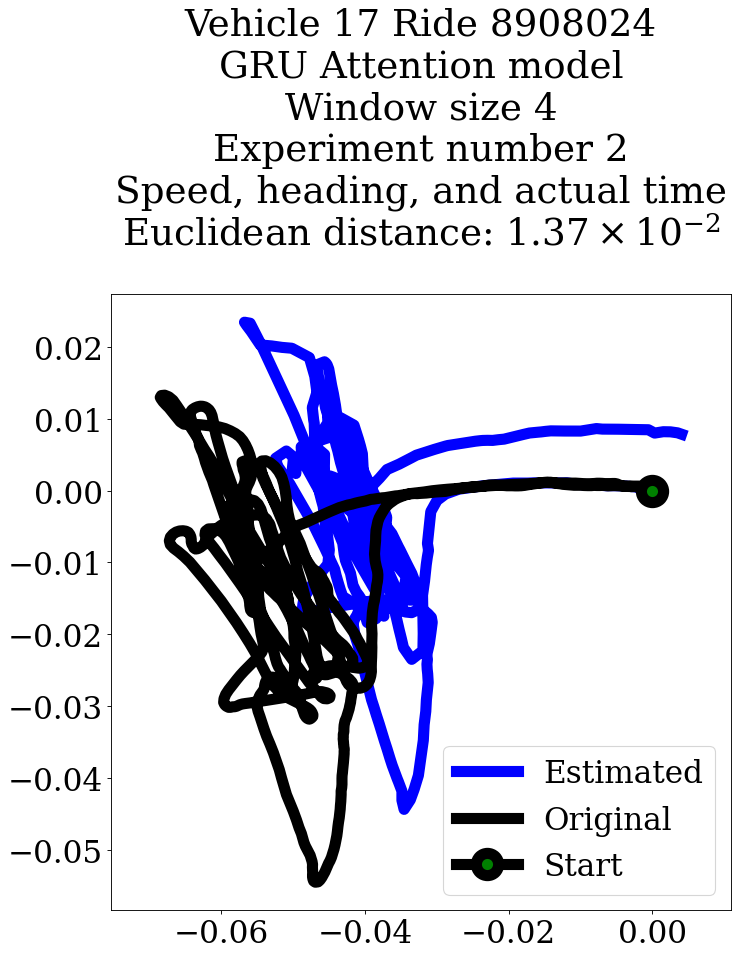 Vehicle 17 Ride 8908024
GRU Attention model
Window size 4
Experiment number 2
Speed, heading, and actual time
Euclidean distance: 1.37 × 10⁻²
0.02
0.01
0.00
−0.01
−0.02
−0.03
−0.04
−0.05
Estimated
Original
Start
−0.06 −0.04 −0.02 0.00